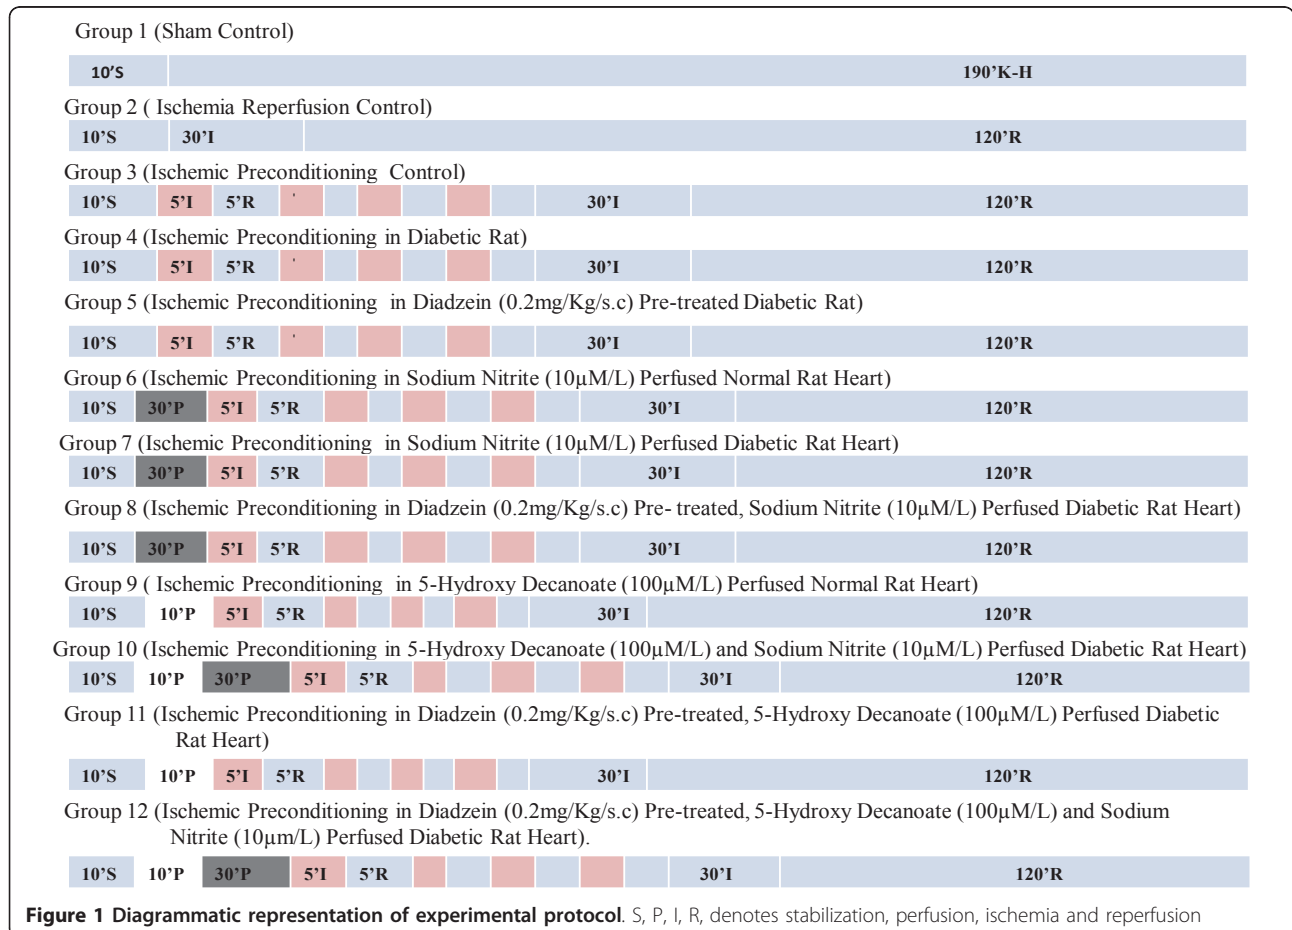 Group 1 (Sham Control)
10'S 190'K-H
Group 2 ( Ischemia Reperfusion Control)
10'S 30'I 120'R
Group 3 (Ischemic Preconditioning Control)
10'S 5'I 5'R ' 30'I 120'R
Group 4 (Ischemic Preconditioning in Diabetic Rat)
10'S 5'I 5'R ' 30'I 120'R
Group 5 (Ischemic Preconditioning in Diadzein (0.2mg/Kg/s.c) Pre-treated Diabetic Rat)
10'S 5'I 5'R ' 30'I 120'R
Group 6 (Ischemic Preconditioning in Sodium Nitrite (10μM/L) Perfused Normal Rat Heart)
10'S 30'P 5'I 5'R 30'I 120'R
Group 7 (Ischemic Preconditioning in Sodium Nitrite (10μM/L) Perfused Diabetic Rat Heart)
10'S 30'P 5'I 5'R 30'I 120'R
Group 8 (Ischemic Preconditioning in Diadzein (0.2mg/Kg/s.c) Pre- treated, Sodium Nitrite (10μM/L) Perfused Diabetic Rat Heart)
10'S 30'P 5'I 5'R 30'I 120'R
Group 9 ( Ischemic Preconditioning in 5-Hydroxy Decanoate (100μM/L) Perfused Normal Rat Heart)
10'S 10'P 5'I 5'R 30'I 120'R
Group 10 (Ischemic Preconditioning in 5-Hydroxy Decanoate (100μM/L) and Sodium Nitrite (10μM/L) Perfused Diabetic Rat Heart)
10'S 10'P 30'P 5'I 5'R 30'I 120'R
Group 11 (Ischemic Preconditioning in Diadzein (0.2mg/Kg/s.c) Pre-treated, 5-Hydroxy Decanoate (100μM/L) Perfused Diabetic
Rat Heart)
10'S 10'P 5'I 5'R 30'I 120'R
Group 12 (Ischemic Preconditioning in Diadzein (0.2mg/Kg/s.c) Pre-treated, 5-Hydroxy Decanoate (100μM/L) and Sodium
Nitrite (10μm/L) Perfused Diabetic Rat Heart).
10'S 10'P 30'P 5'I 5'R 30'I 120'R
Figure 1 Diagrammatic representation of experimental protocol. S, P, I, R, denotes stabilization, perfusion, ischemia and reperfusion